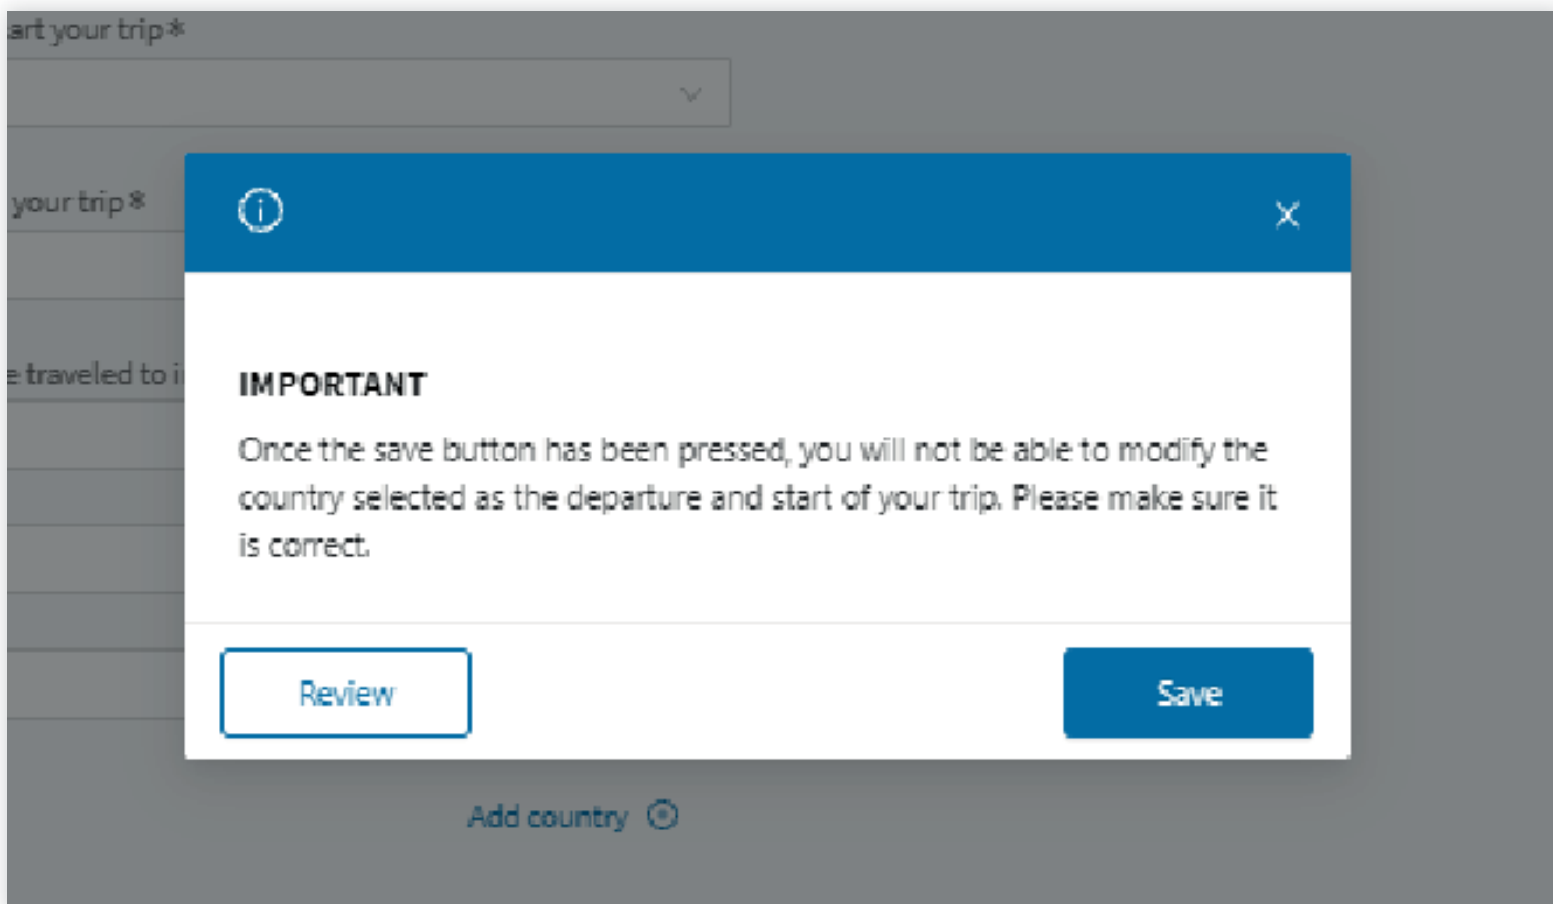 art your trip*
your trip*
e traveled to i
IMPORTANT
Once the save button has been pressed, you will not be able to modify the
country selected as the departure and start of your trip. Please make sure it
is correct.
Review
Save
Add country